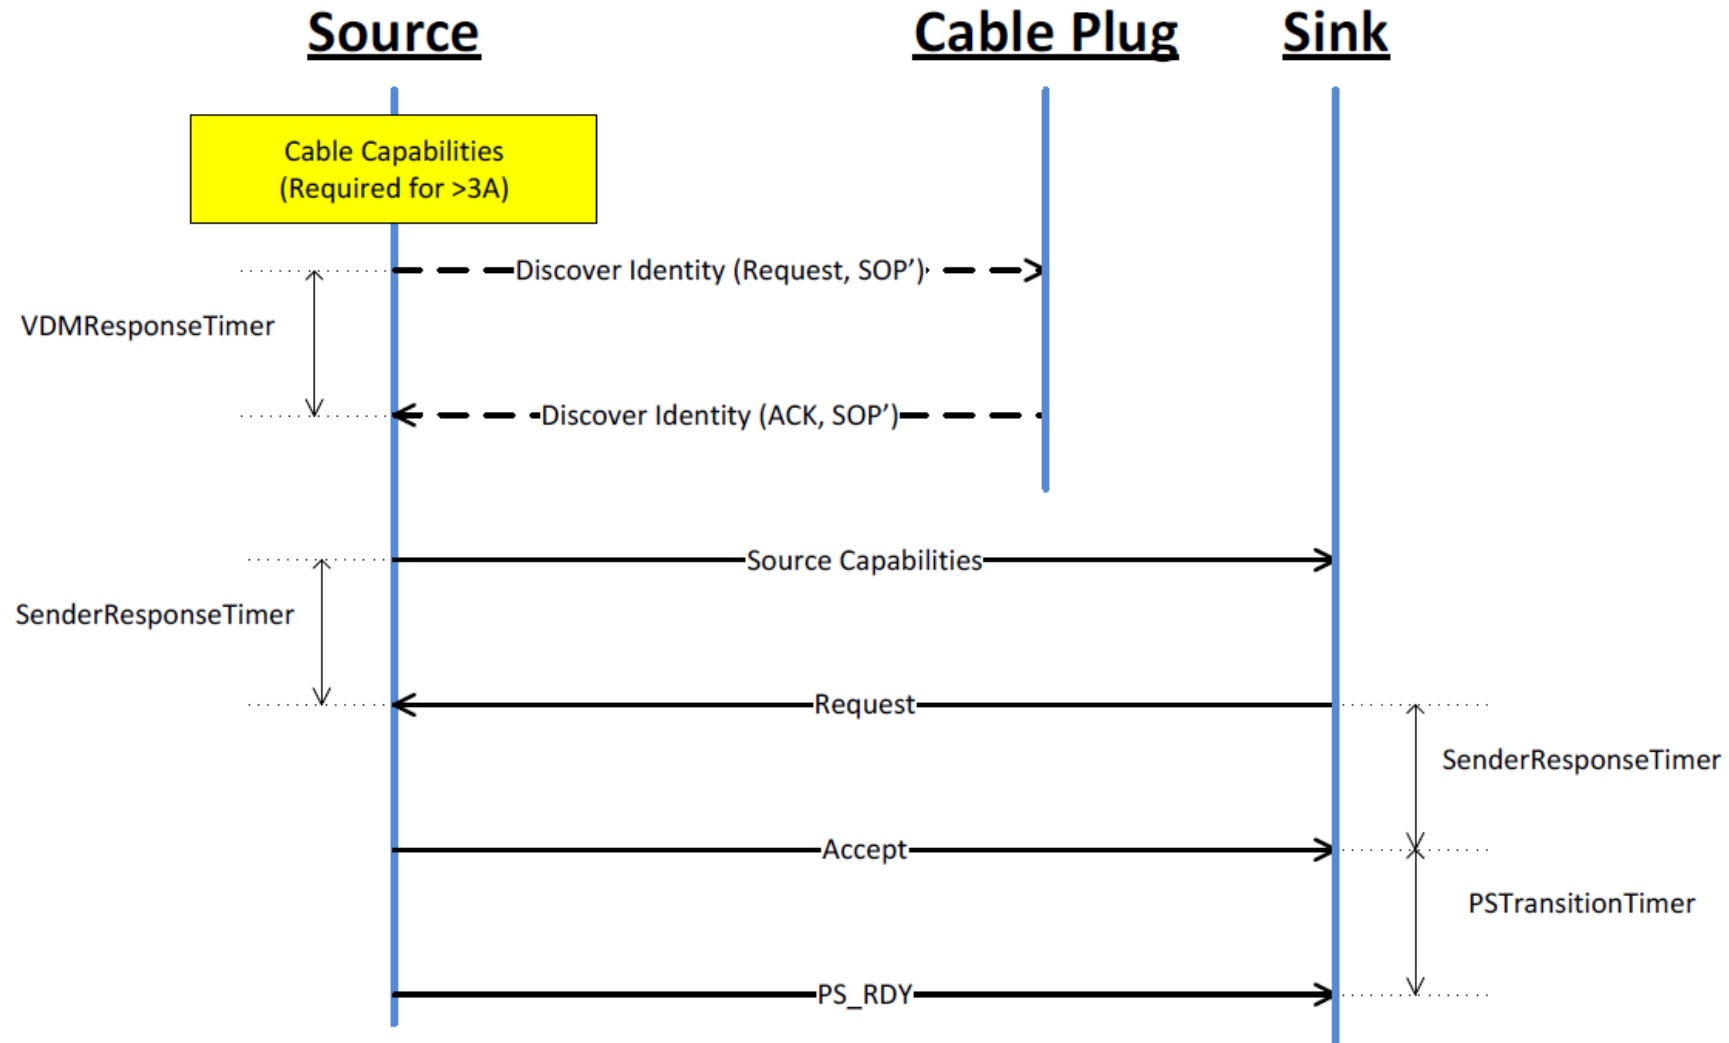 Source
Cable Plug
Sink
Cable Capabilities
(Required for >3A)
Discover Identity (Request, SOP’)
VDMResponseTimer
Discover Identity (ACK, SOP’)
Source Capabilities
SenderResponseTimer
Request
SenderResponseTimer
Accept
PSTransitionTimer
PS_RDY